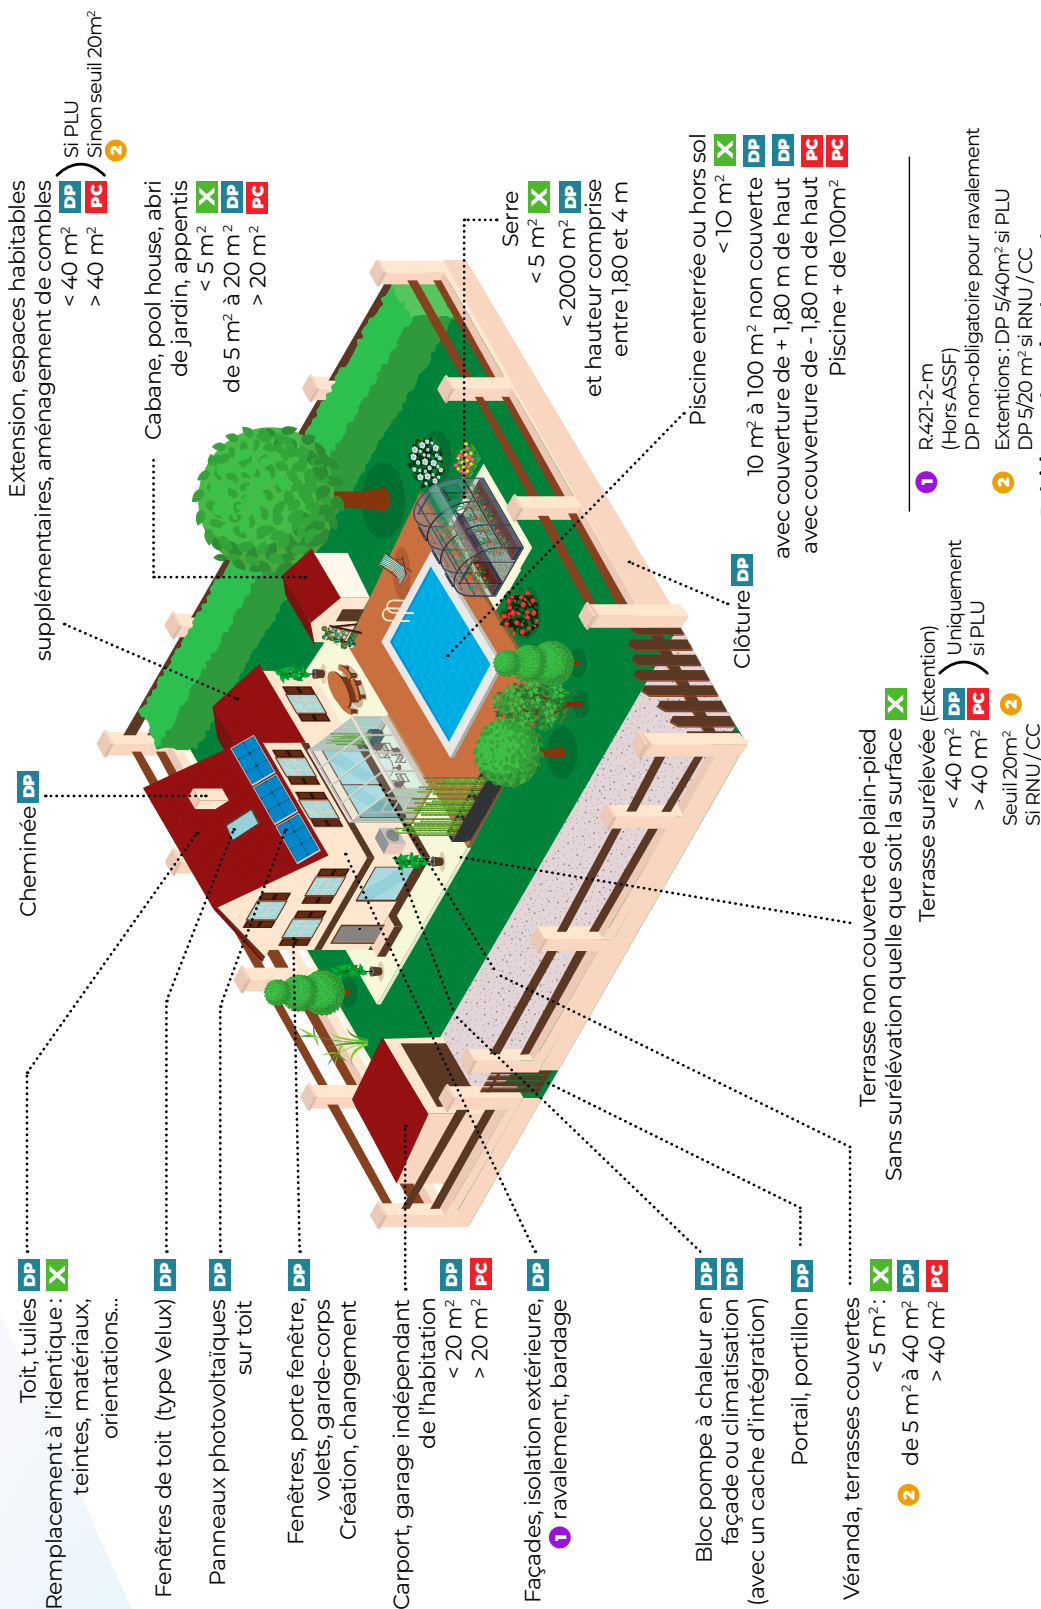 Toit, tuiles DP
Remplacement à l'identique : X
teintes, matériaux,
orientations...
Fenêtres de toit (type Velux) DP
Panneaux photovoltaïques DP
sur toit
Fenêtres, porte fenêtre, DP
volets, garde-corps
Création, changement
Carport, garage indépendant
de l'habitation
< 20 m² DP
> 20 m² PC
Façades, isolation extérieure, DP
1 ravalement, bardage
Bloc pompe à chaleur en DP
façade ou climatisation DP
(avec un cache d'intégration)
Portail, portillon DP
Véranda, terrasses couvertes
< 5 m² : X
2 de 5 m² à 40 m² DP
> 40 m² PC
Cheminée DP
Extension, espaces habitables
supplémentaires, aménagement de combles
< 40 m² DP
> 40 m² PC
Si PLU
Sinon seuil 20m²
2
Cabane, pool house, abri
de jardin, appentis
< 5 m² X
de 5 m² à 20 m² DP
> 20 m² PC
Serre
< 5 m² X
< 2000 m² DP
et hauteur comprise
entre 1,80 et 4 m
Piscine enterrée ou hors sol
< 10 m² X
10 m² à 100 m² non couverte DP
avec couverture de + 1,80 m de haut DP
avec couverture de - 1,80 m de haut PC
Piscine + de 100m² PC
Clôture DP
Terrasse non couverte de plain-pied
Sans surélévation quelle que soit la surface X
Terrasse surélevée (Extention)
< 40 m² DP
> 40 m² PC
Uniquement
si PLU
Seuil 20m² 2
Si RNU / CC
1 R.421-2-m
(Hors ASSF)
DP non-obligatoire pour ravalement
2 Extentions : DP 5/40m² si PLU
DP 5/20 m² si RNU / CC